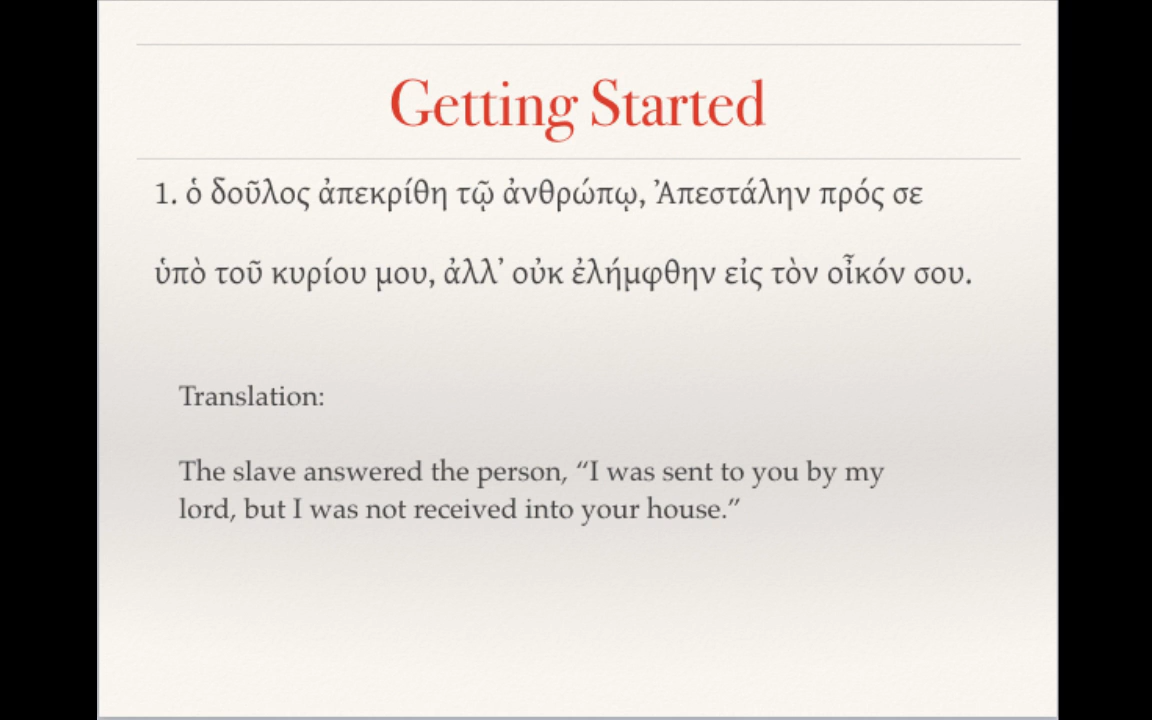 Getting Started
1. ὁ δοῦλος ἀπεκρίθη τῷ ἀνθρώπῳ, Ἀπεστάλην πρός σε
ὑπὸ τοῦ κυρίου μου, ἀλλ’ οὐκ ἐλήμφθην εἰς τὸν οἶκόν σου.
Translation:
The slave answered the person, “I was sent to you by my
lord, but I was not received into your house.”